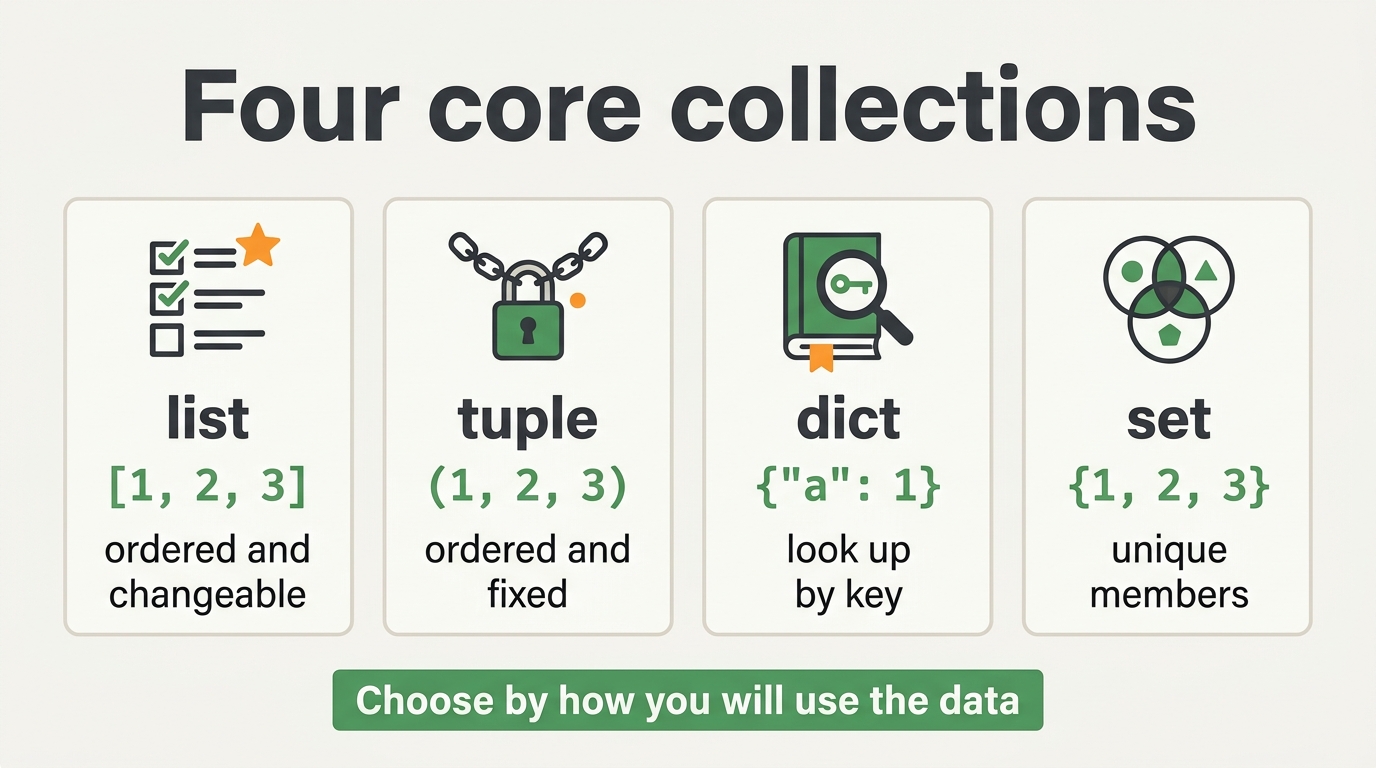 Four core collections
list
[1, 2, 3]
ordered and
changeable
tuple
(1, 2, 3)
ordered and
fixed
dict
{"a": 1}
look up
by key
set
{1, 2, 3}
unique
members
Choose by how you will use the data